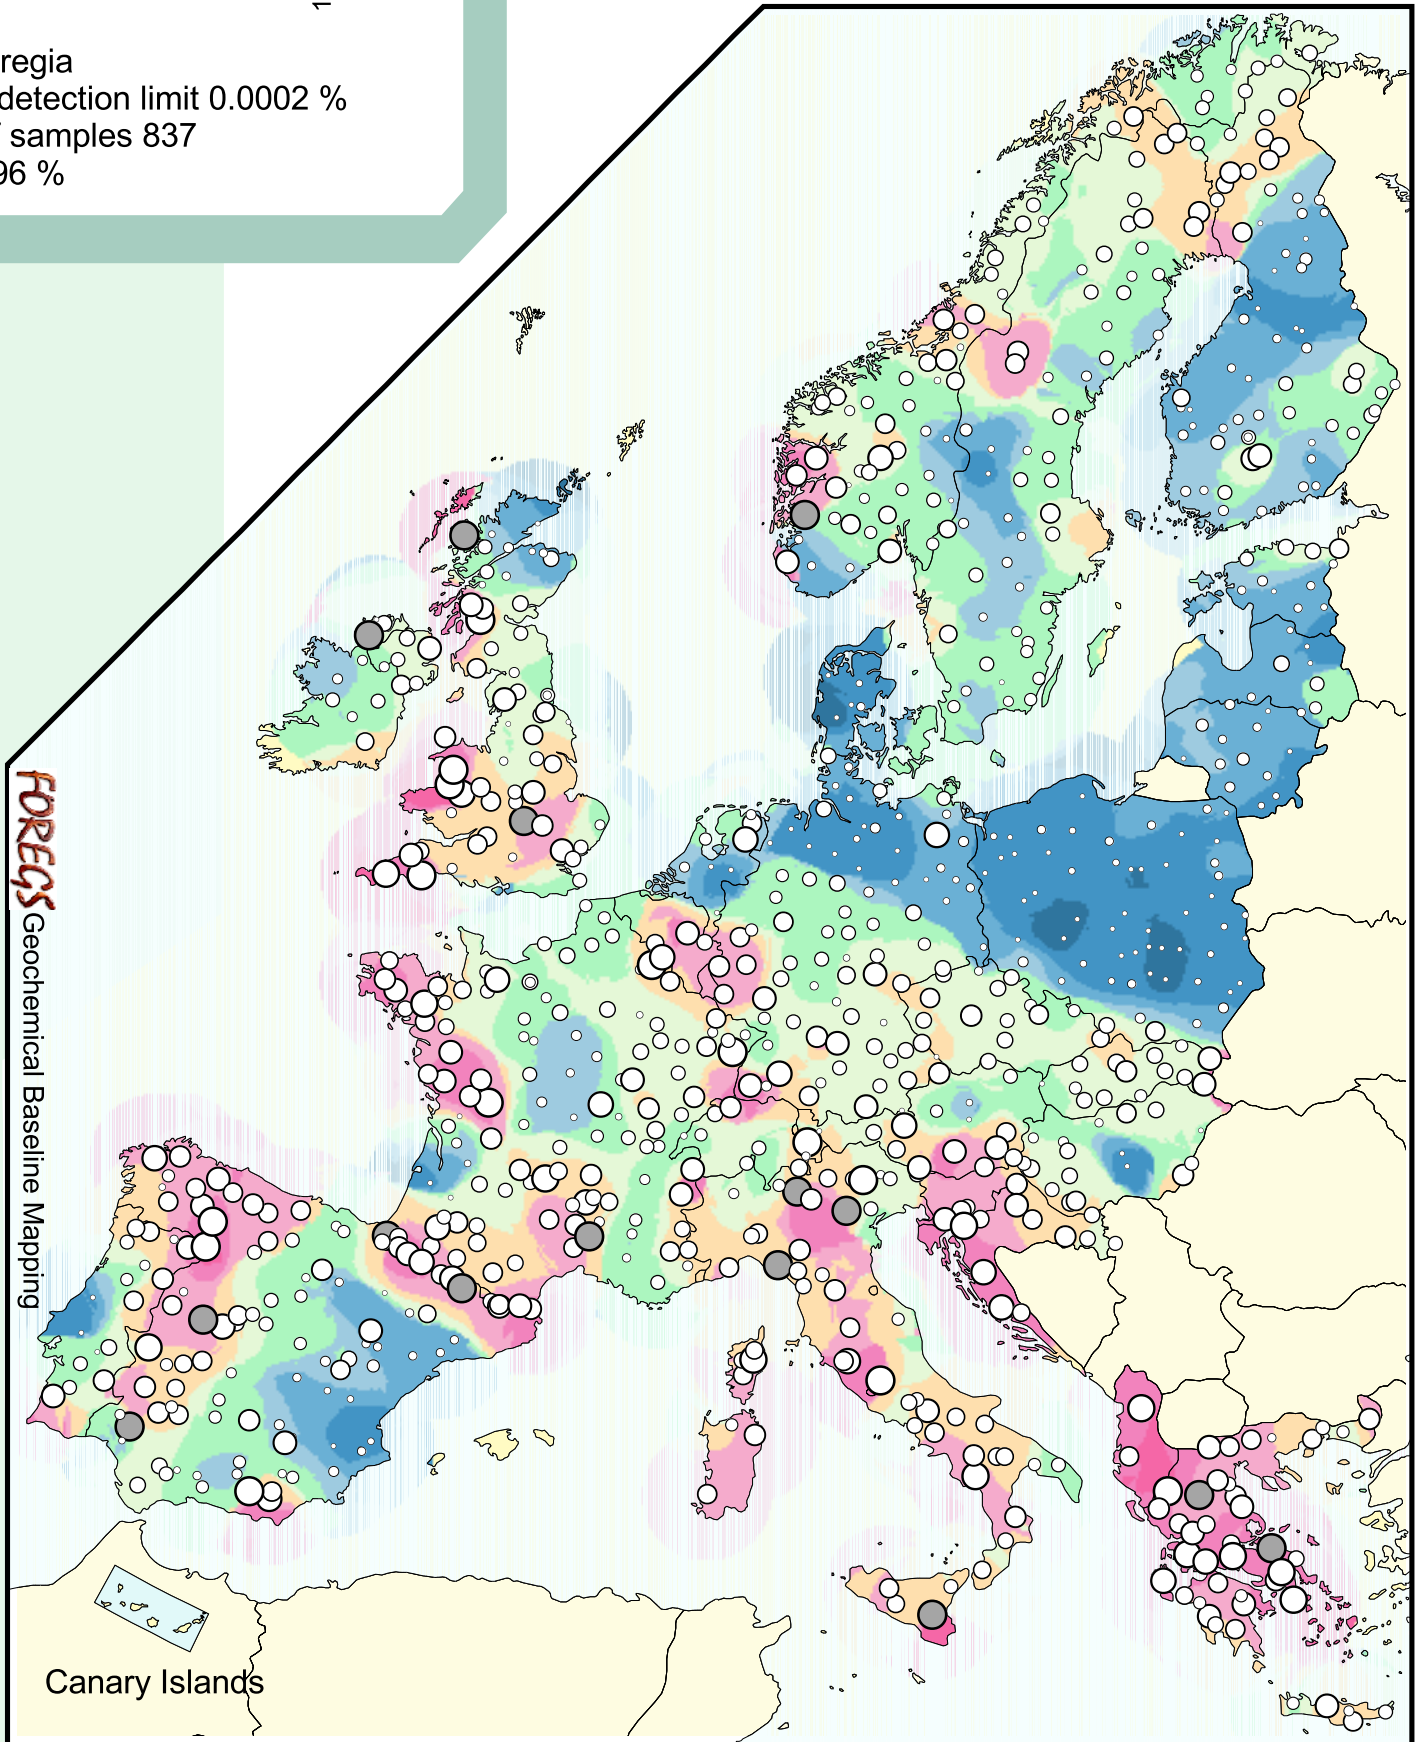 regia
detection limit 0.0002 %
samples 837
96 %
FOREGS
Geochemical Baseline Mapping
Canary Islands